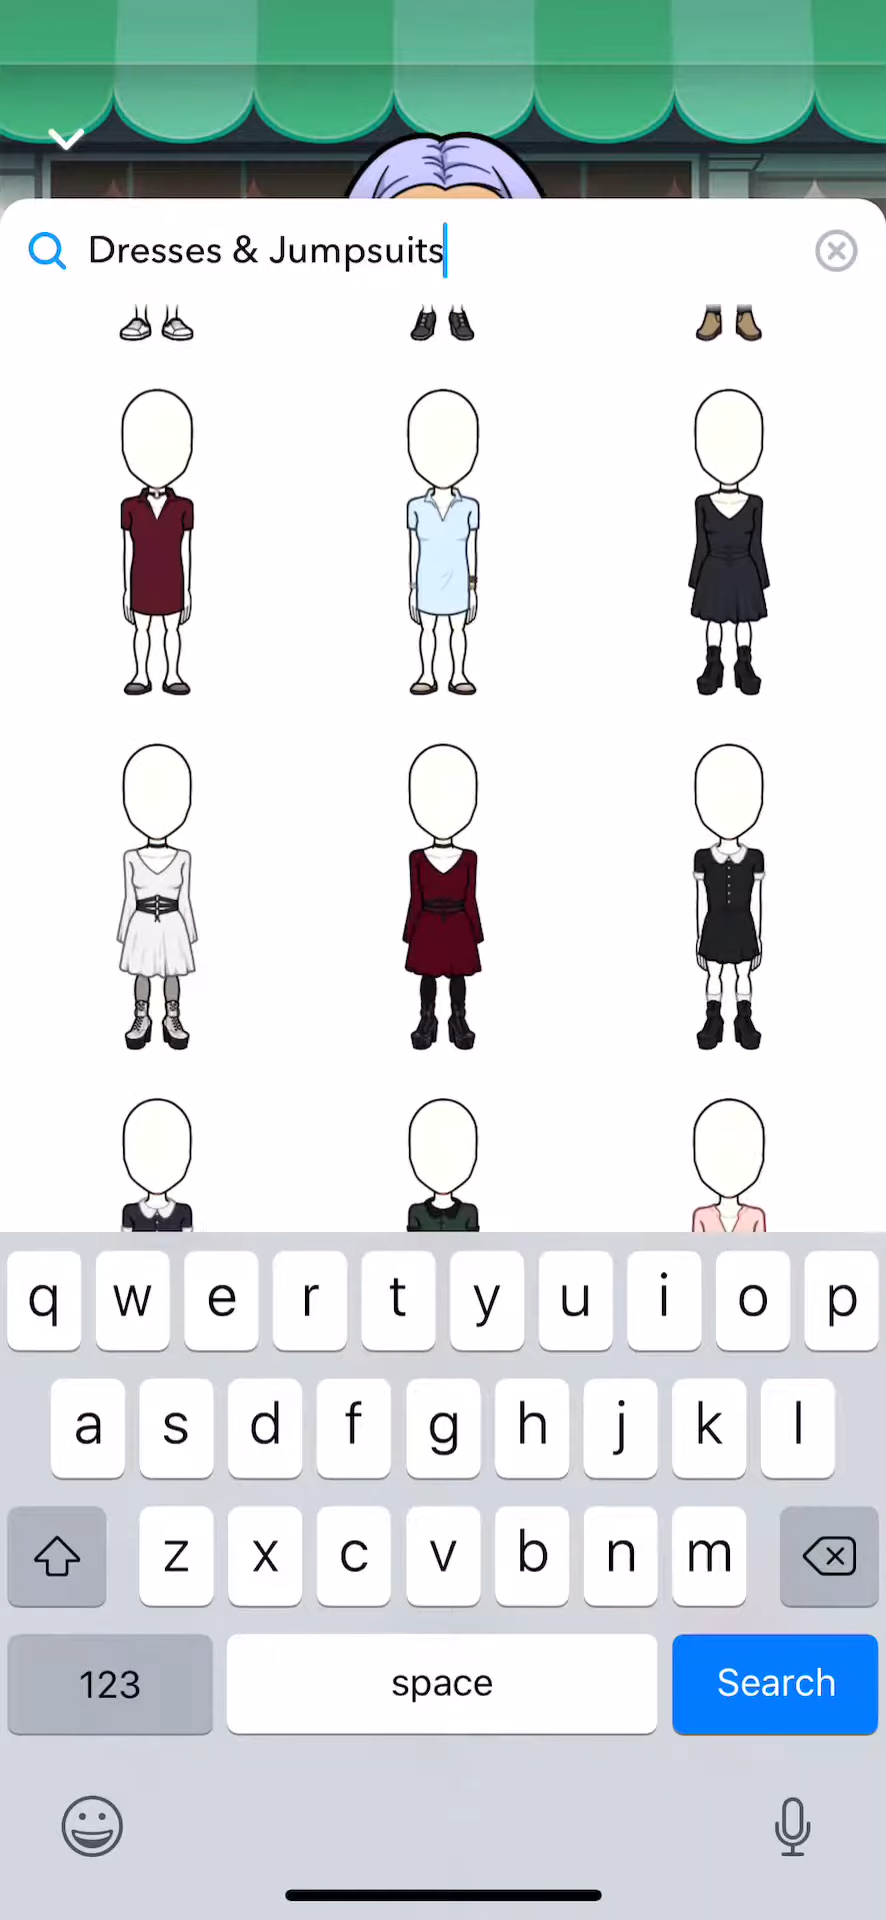 Dresses & Jumpsuits
q w e r t y u i o p
a s d f g h j k l
z x c v b n m
123 space Search